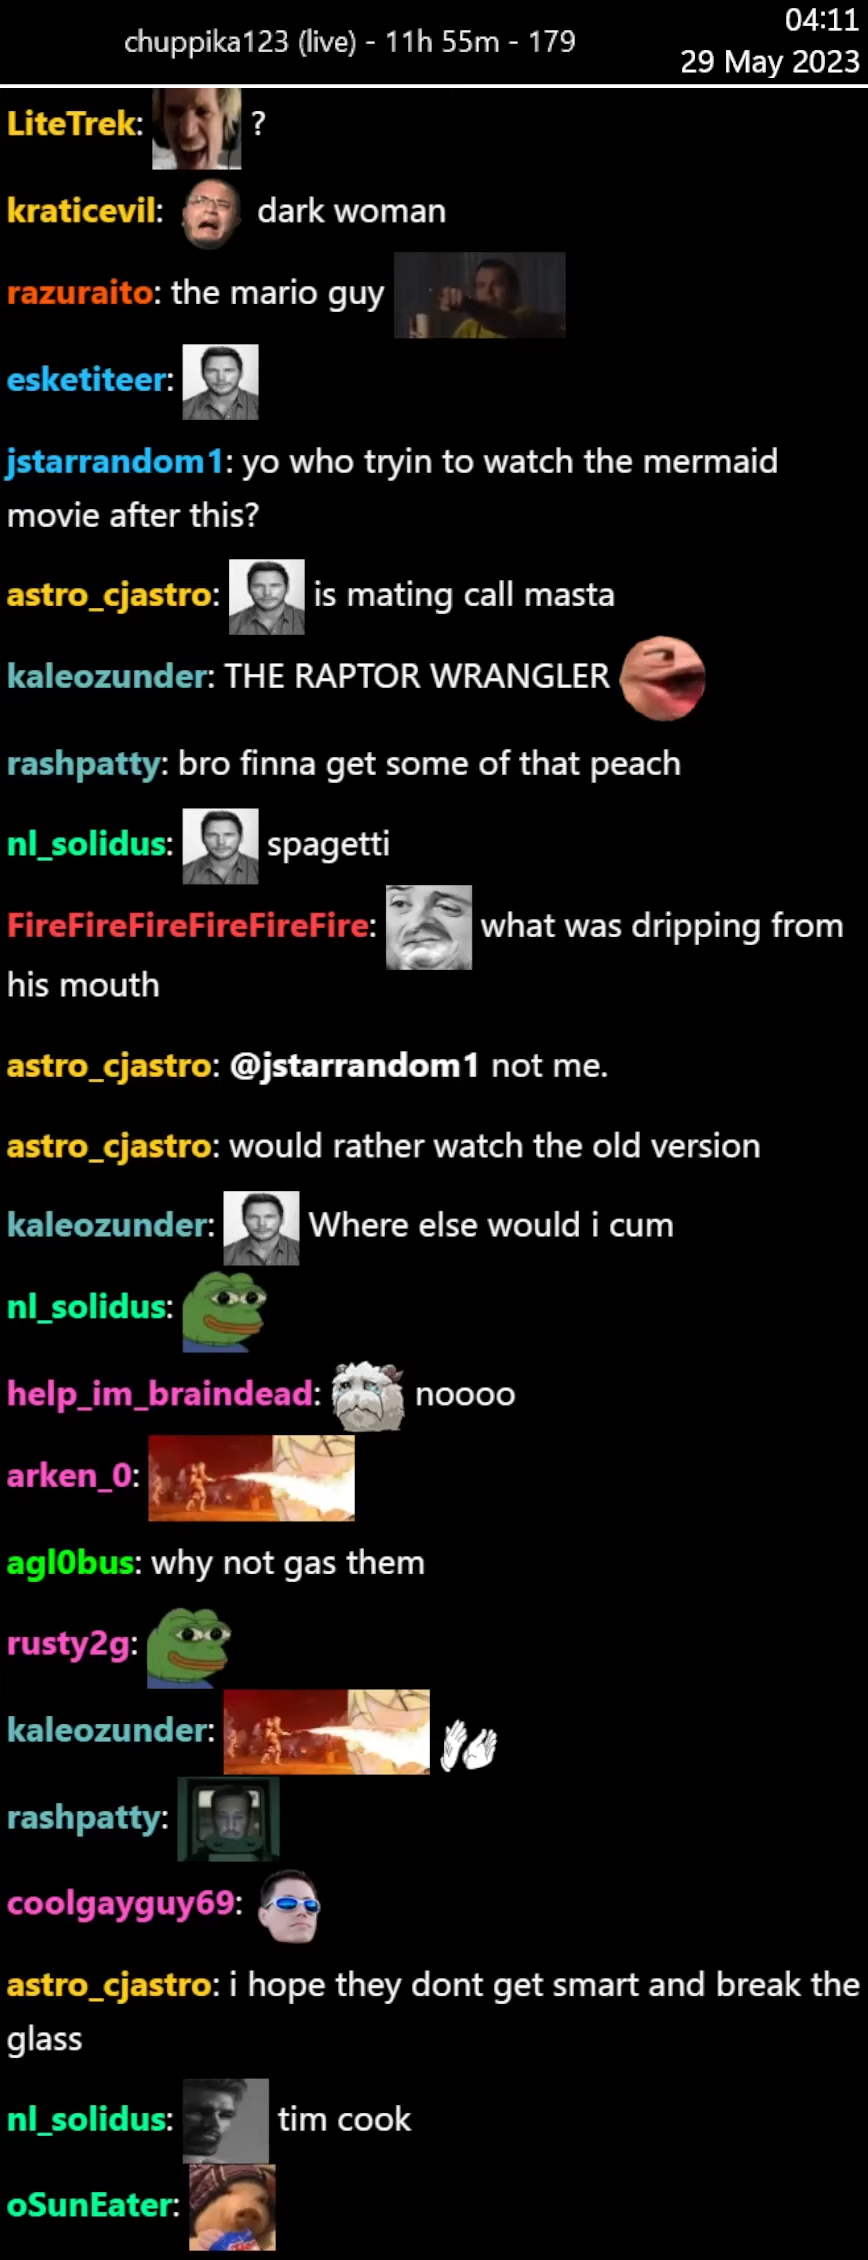 04:11
chuppika123 (live) - 11h 55m - 179
29 May 2023
LiteTrek: ?
kraticevil: dark woman
razuraito: the mario guy
esketiteer:
jstarrandom1: yo who tryin to watch the mermaid
movie after this?
astro_cjastro: is mating call masta
kaleozunder: THE RAPTOR WRANGLER
rashpatty: bro finna get some of that peach
nl_solidus: spagetti
FireFireFireFireFireFire: what was dripping from
his mouth
astro_cjastro: @jstarrandom1 not me.
astro_cjastro: would rather watch the old version
kaleozunder: Where else would i cum
nl_solidus:
help_im_braindead: noooo
arken_0:
agl0bus: why not gas them
rusty2g:
kaleozunder:
rashpatty:
coolgayguy69:
astro_cjastro: i hope they dont get smart and break the
glass
nl_solidus: tim cook
oSunEater: